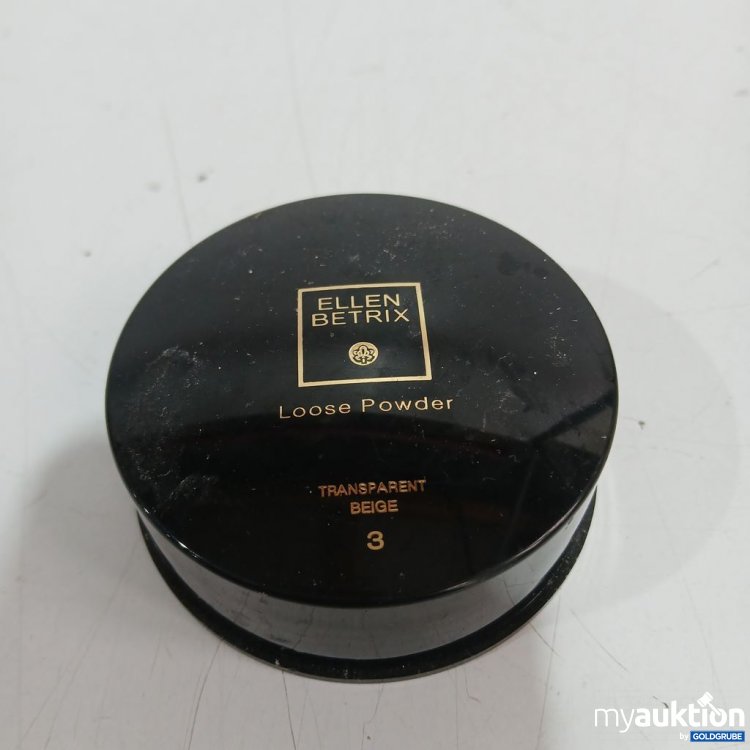 ELLEN
BETRIX
Loose Powder
TRANSPARENT
BEIGE
3
myauktion
by GOLDGRUBE